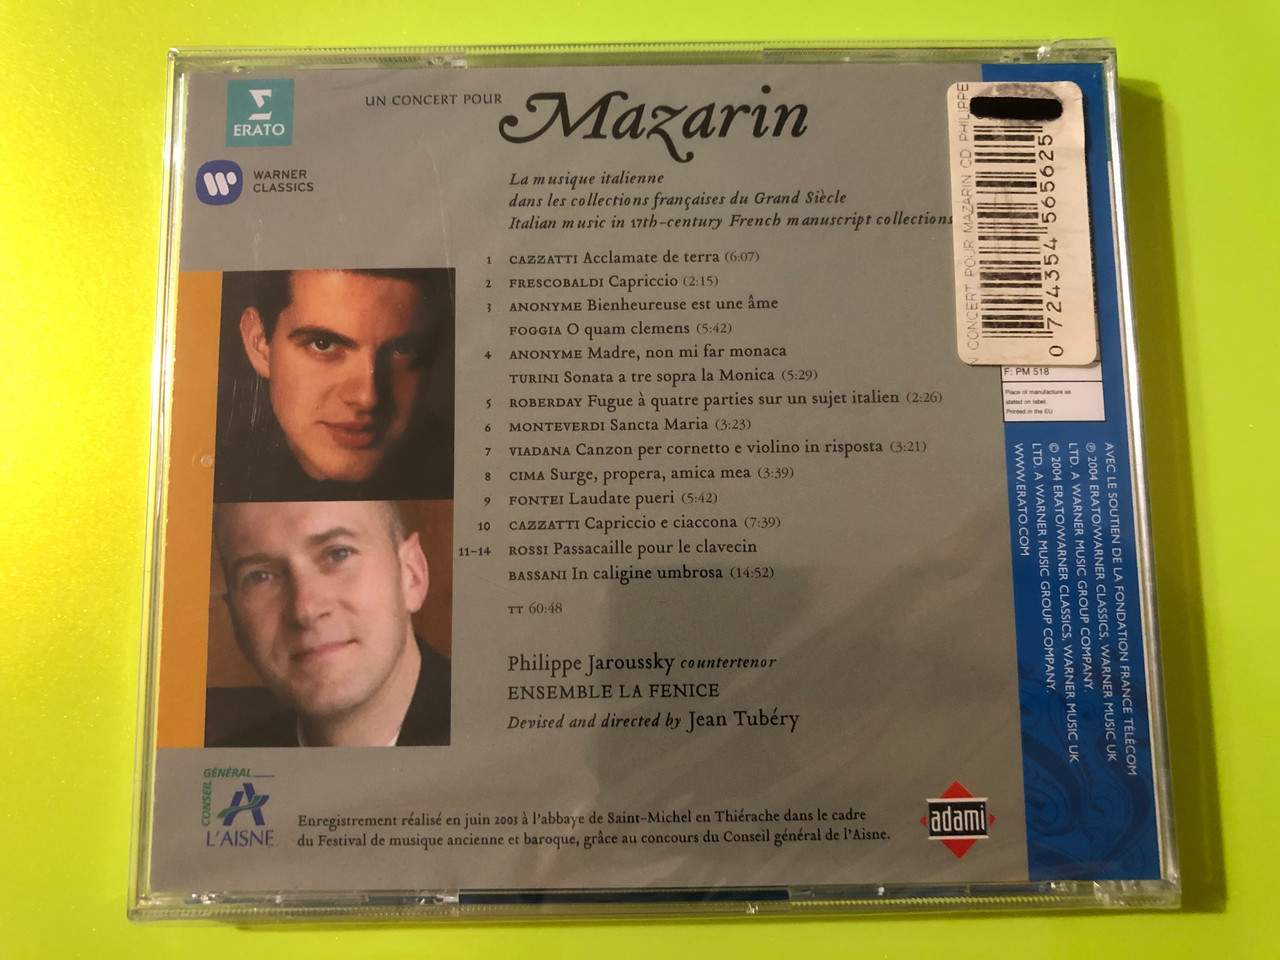 ERATO
WARNER
CLASSICS
UN CONCERT POUR
Mazarin
La musique italienne
dans les collections françaises du Grand Siècle
Italian music in 17th-century French manuscript collections
1 CAZZATTI Acclamate de terra (6:07)
2 FRESCOBALDI Capriccio (2:15)
3 ANONYME Bienheureuse est une âme
FOGGIA O quam clemens (5:42)
4 ANONYME Madre, non mi far monaca
TURINI Sonata a tre sopra la Monica (5:29)
5 ROBERDAY Fugue à quatre parties sur un sujet italien (2:26)
6 MONTEVERDI Sancta Maria (3:23)
7 VIADANA Canzon per cornetto e violino in risposta (3:21)
8 CIMA Surge, propera, amica mea (3:39)
9 FONTEI Laudate pueri (5:42)
10 CAZZATTI Capriccio e ciaccona (7:39)
11–14 ROSSI Passacaille pour le clavecin
BASSANI In caligine umbrosa (14:52)
TT 60:48
Philippe Jaroussky countertenor
ENSEMBLE LA FENICE
Devised and directed by Jean Tubéry
CONSEIL
GÉNÉRAL
L'AISNE
Enregistrement réalisé en juin 2003 à l'abbaye de Saint-Michel en Thiérache dans le cadre
du Festival de musique ancienne et baroque, grâce au concours du Conseil général de l'Aisne.
adami
N CONCERT POUR MAZARIN CD PHILIPPE
0 724354 565625
F: PM 518
Place of manufacture as
stated on label.
Printed in the EU
AVEC LE SOUTIEN DE LA FONDATION FRANCE TÉLÉCOM
℗ 2004 ERATO/WARNER CLASSICS, WARNER MUSIC UK
LTD. A WARNER MUSIC GROUP COMPANY.
© 2004 ERATO/WARNER CLASSICS, WARNER MUSIC UK
LTD. A WARNER MUSIC GROUP COMPANY.
WWW.ERATO.COM